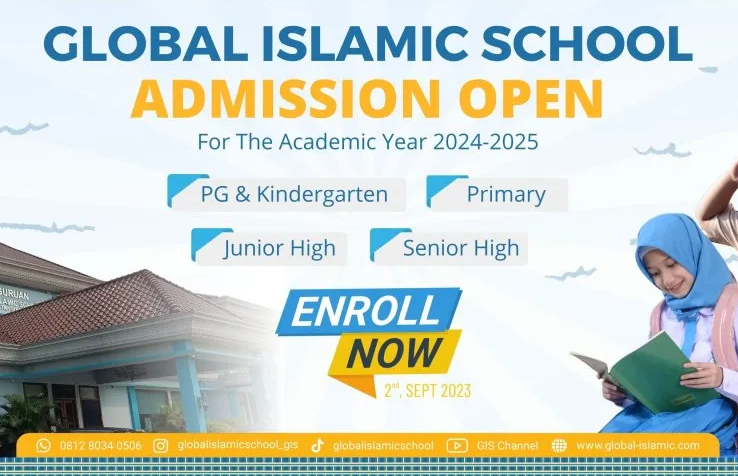 GLOBAL ISLAMIC SCHOOL
ADMISSION OPEN
For The Academic Year 2024-2025
PG & Kindergarten
Primary
Junior High
Senior High
GURUAN
ENROLL
NOW
2nd, SEPT 2023
0812 8034 0506 globalislamicschool_gis globalislamicschool GIS Channel www.global-islamic.com